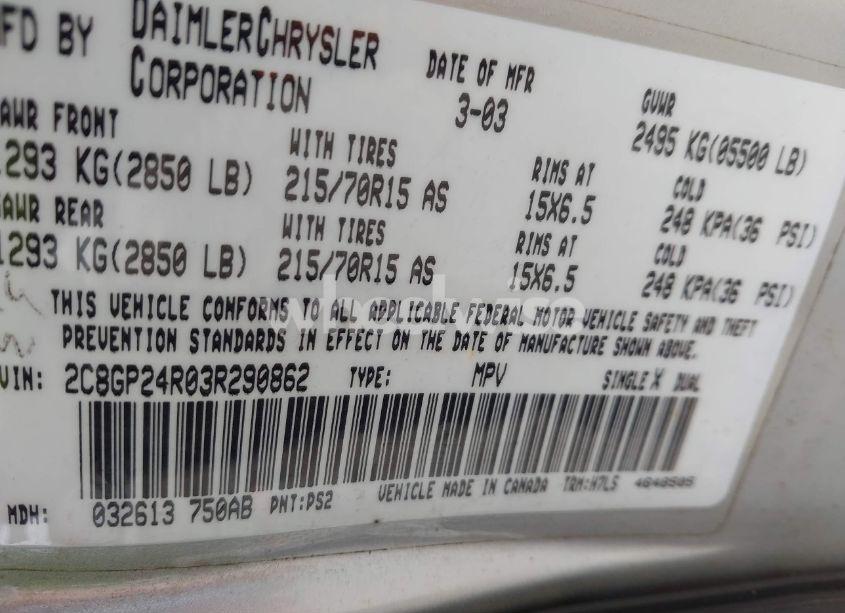 FD BY DAIMLERCHRYSLER CORPORATION DATE OF MFR 3-03 GVWR 2495 KG(05500 LB)
AWR FRONT WITH TIRES RIMS AT COLD
1293 KG(2850 LB) 215/70R15 AS 15X6.5 248 KPA(36 PSI)
AWR REAR WITH TIRES RIMS AT COLD
1293 KG(2850 LB) 215/70R15 AS 15X6.5 248 KPA(36 PSI)
THIS VEHICLE CONFORMS TO ALL APPLICABLE FEDERAL MOTOR VEHICLE SAFETY AND THEFT
PREVENTION STANDARDS IN EFFECT ON THE DATE OF MANUFACTURE SHOWN ABOVE.
VIN: 2C8GP24R03R290862 TYPE: MPV SINGLE X DUAL
MDH: 032613 750AB PNT:PS2 VEHICLE MADE IN CANADA TRM:H7LS 4648505